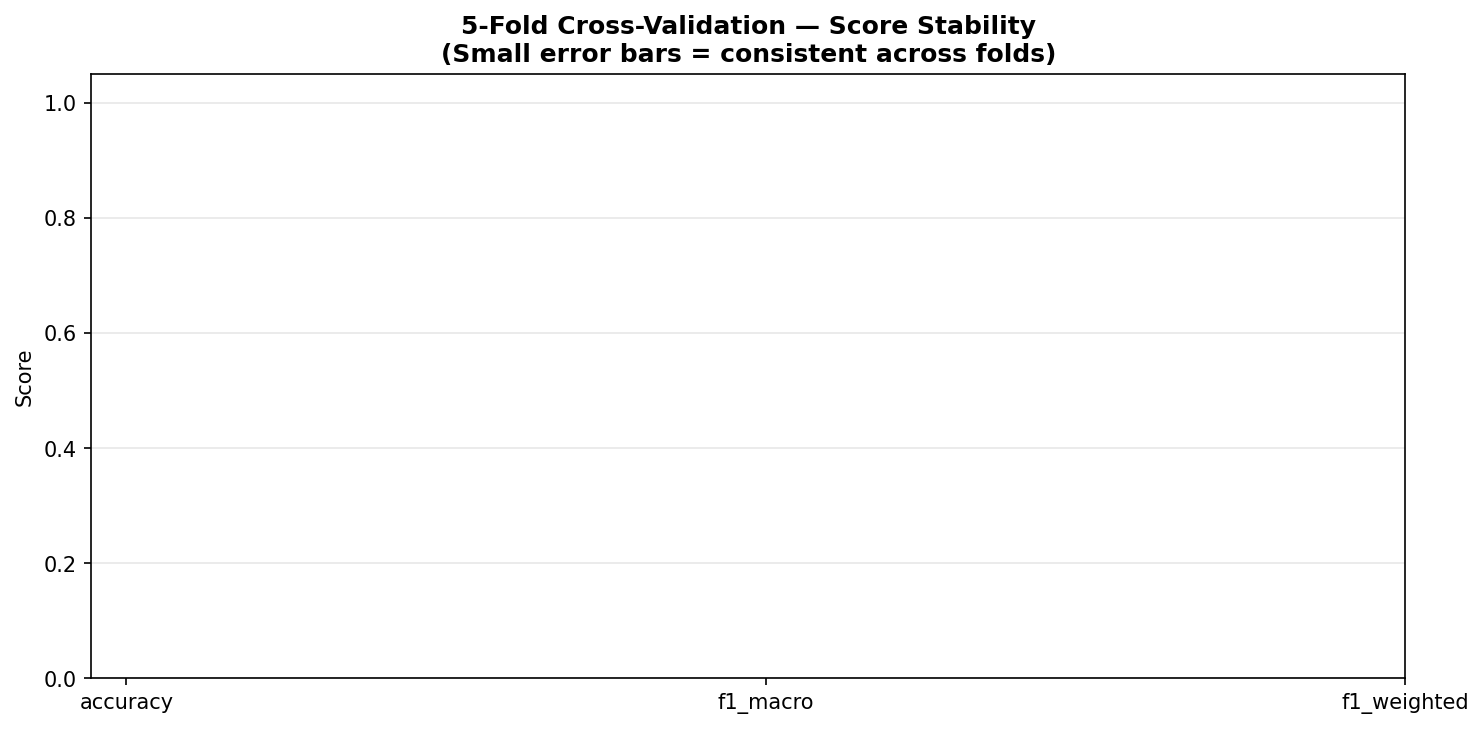 5-Fold Cross-Validation — Score Stability
(Small error bars = consistent across folds)
1.0
0.8
0.6
0.4
0.2
0.0
Score
accuracy
f1_macro
f1_weighted